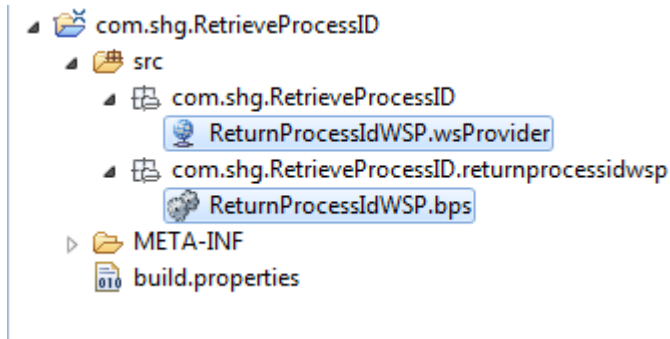 com.shg.RetrieveProcessID
src
com.shg.RetrieveProcessID
ReturnProcessIdWSP.wsProvider
com.shg.RetrieveProcessID.returnprocessidwsp
ReturnProcessIdWSP.bps
META-INF
010
build.properties